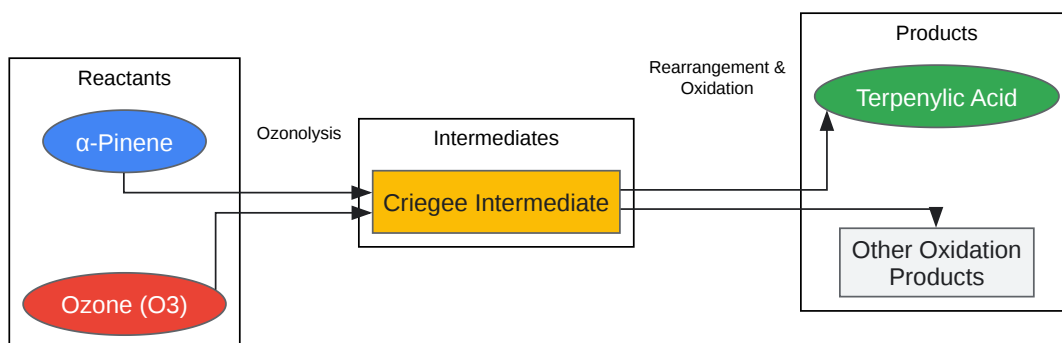 Reactants
α-Pinene
Ozone (O3)
Ozonolysis
Intermediates
Criegee Intermediate
Rearrangement &
Oxidation
Products
Terpenylic Acid
Other Oxidation
Products